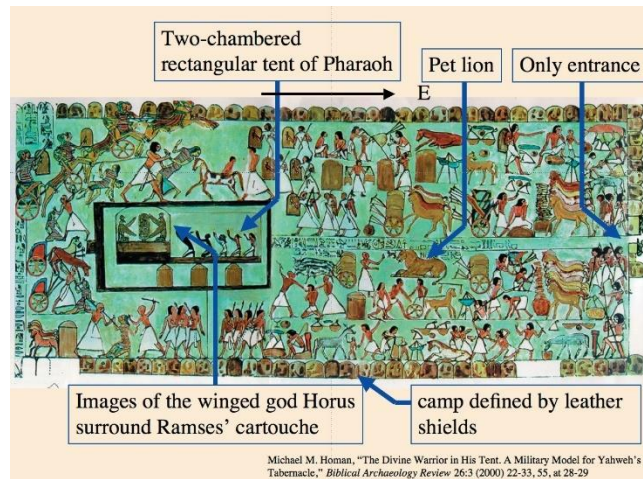 Two-chambered
rectangular tent of Pharaoh
Pet lion
Only entrance
E
Images of the winged god Horus
surround Ramses’ cartouche
camp defined by leather
shields
Michael M. Homan, “The Divine Warrior in His Tent. A Military Model for Yahweh’s
Tabernacle,” Biblical Archaeology Review 26:3 (2000) 22-33, 55, at 28-29